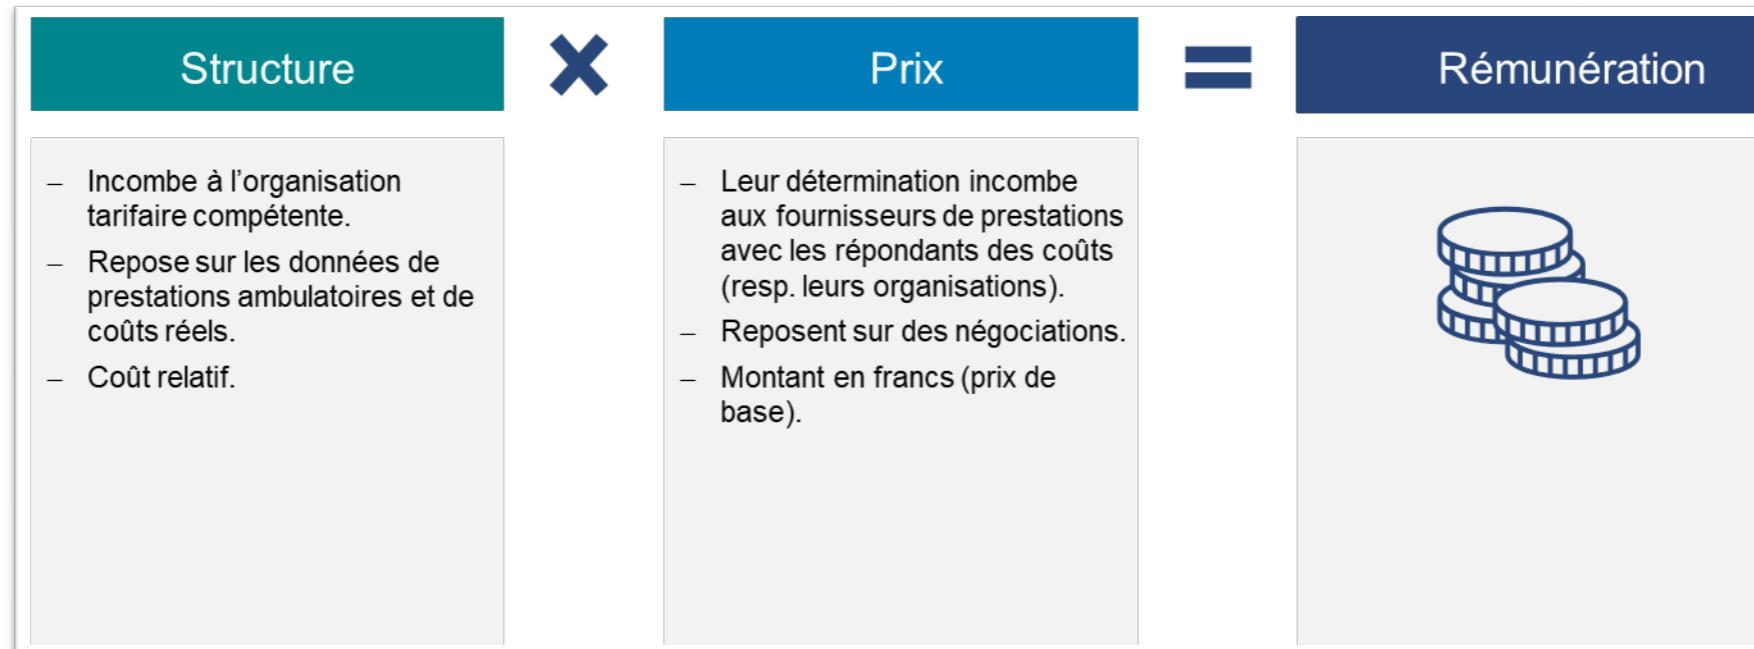 Structure
Prix
Rémunération
– Incombe à l’organisation
tarifaire compétente.
– Repose sur les données de
prestations ambulatoires et de
coûts réels.
– Coût relatif.
– Leur détermination incombe
aux fournisseurs de prestations
avec les répondants des coûts
(resp. leurs organisations).
– Reposent sur des négociations.
– Montant en francs (prix de
base).